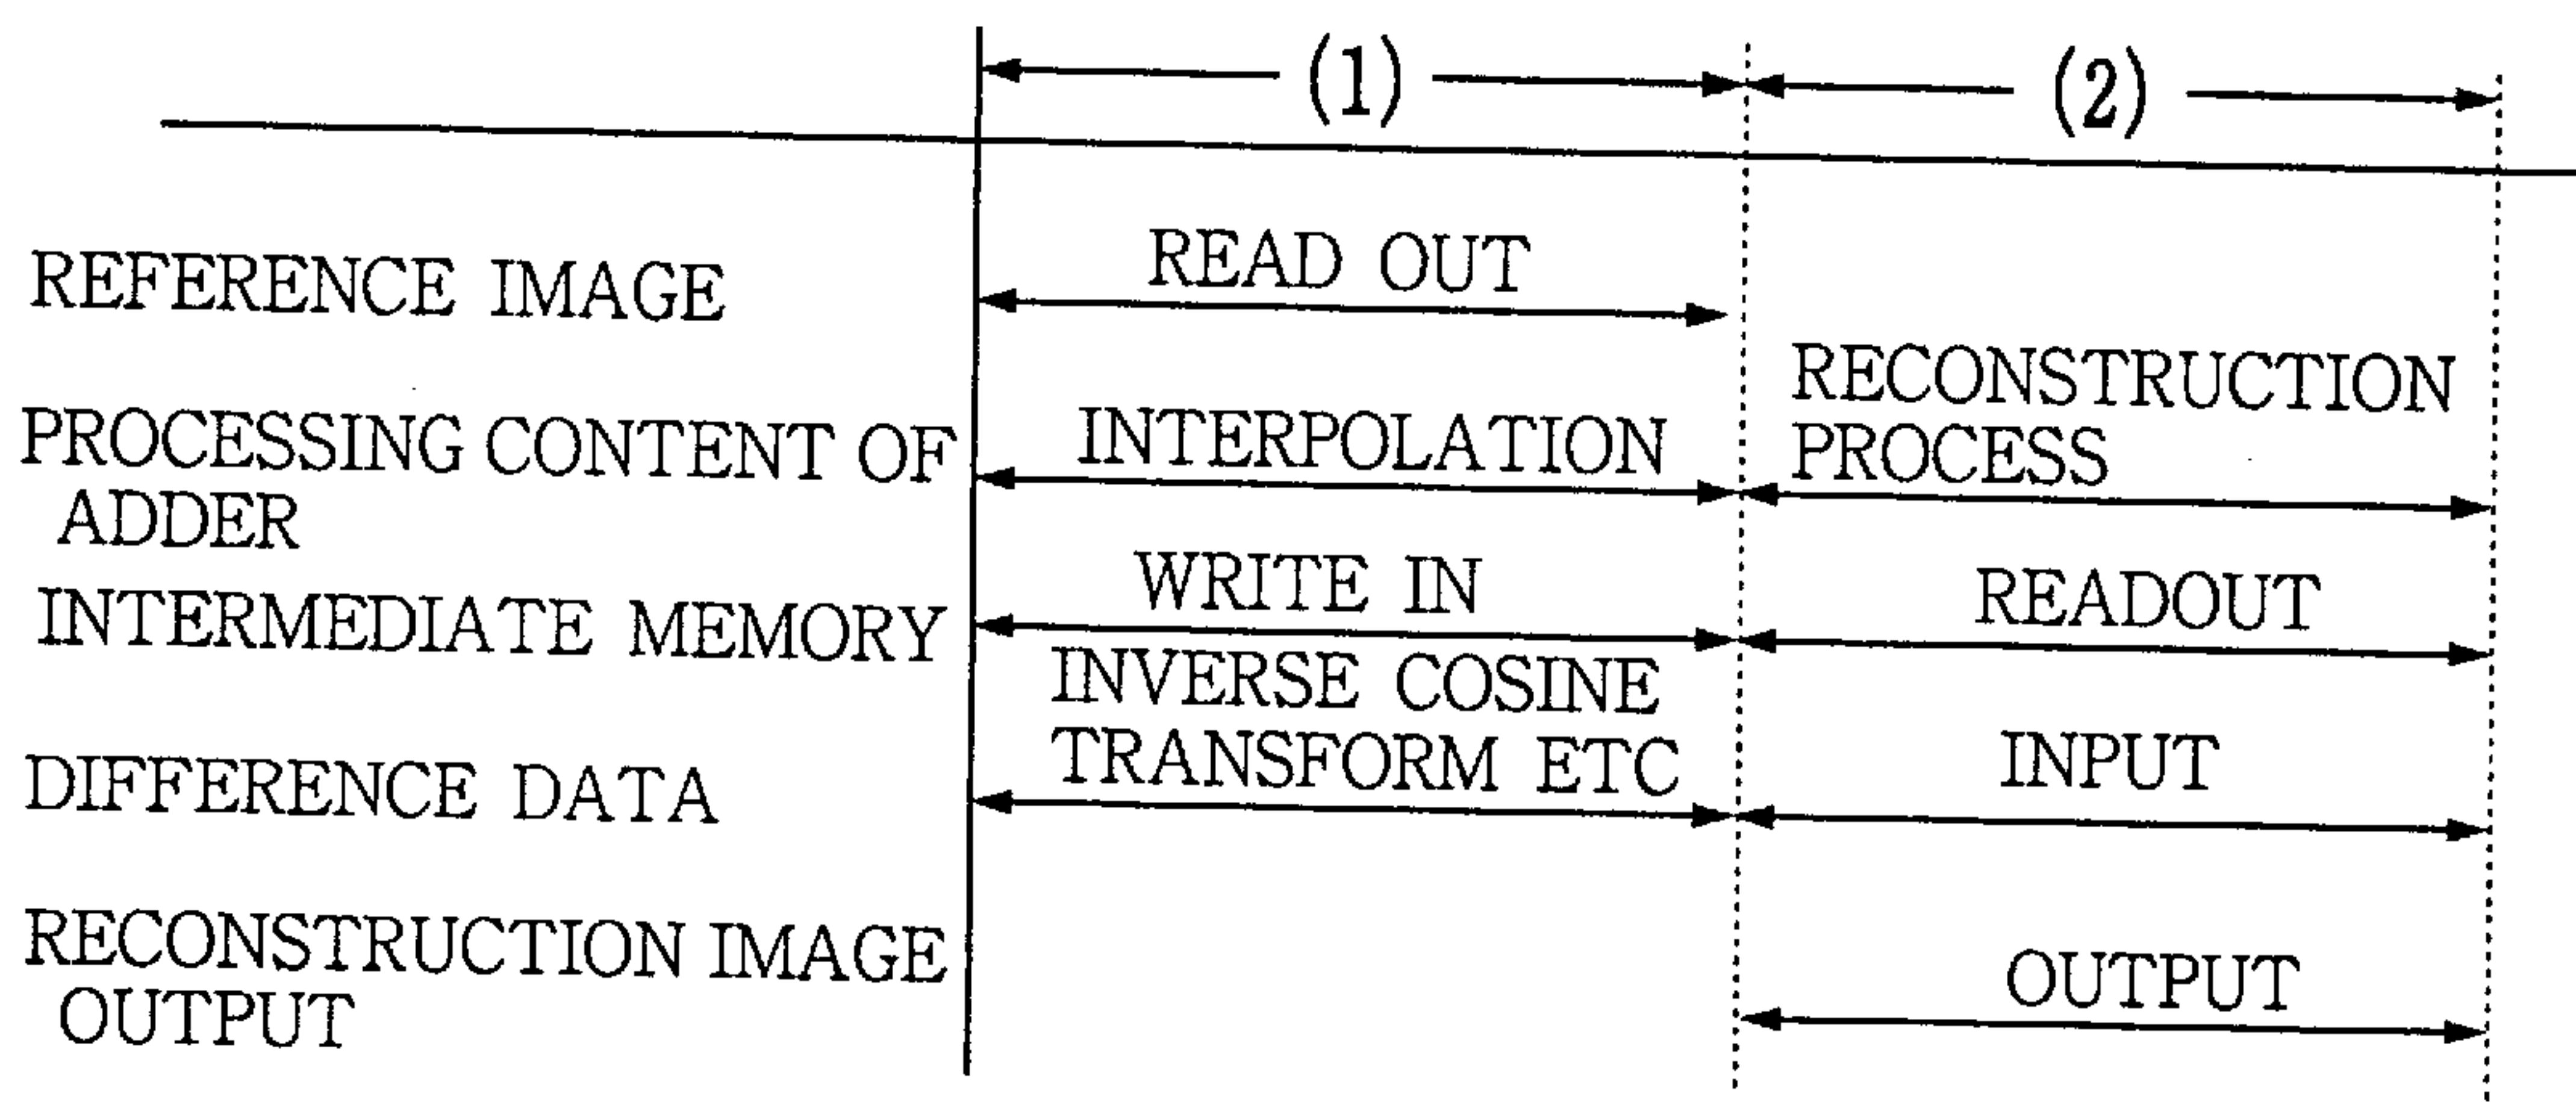 (1) (2)
REFERENCE IMAGE READ OUT
PROCESSING CONTENT OF
ADDER
INTERPOLATION
RECONSTRUCTION
PROCESS
INTERMEDIATE MEMORY WRITE IN READOUT
DIFFERENCE DATA
INVERSE COSINE
TRANSFORM ETC
INPUT
RECONSTRUCTION IMAGE
OUTPUT
OUTPUT